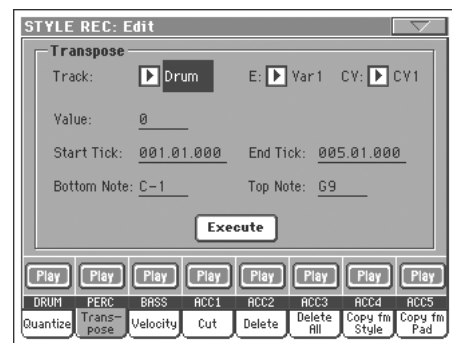 STYLE REC: Edit
Transpose
Track: Drum E: Var1 CV: CV1
Value: 0
Start Tick: 001.01.000 End Tick: 005.01.000
Bottom Note: C-1 Top Note: G9
Execute
Play Play Play Play Play Play Play Play
DRUM PERC BASS ACC1 ACC2 ACC3 ACC4 ACC5
Quantize Trans- Velocity Cut Delete Delete Copy fm Copy fm
pose All Style Pad